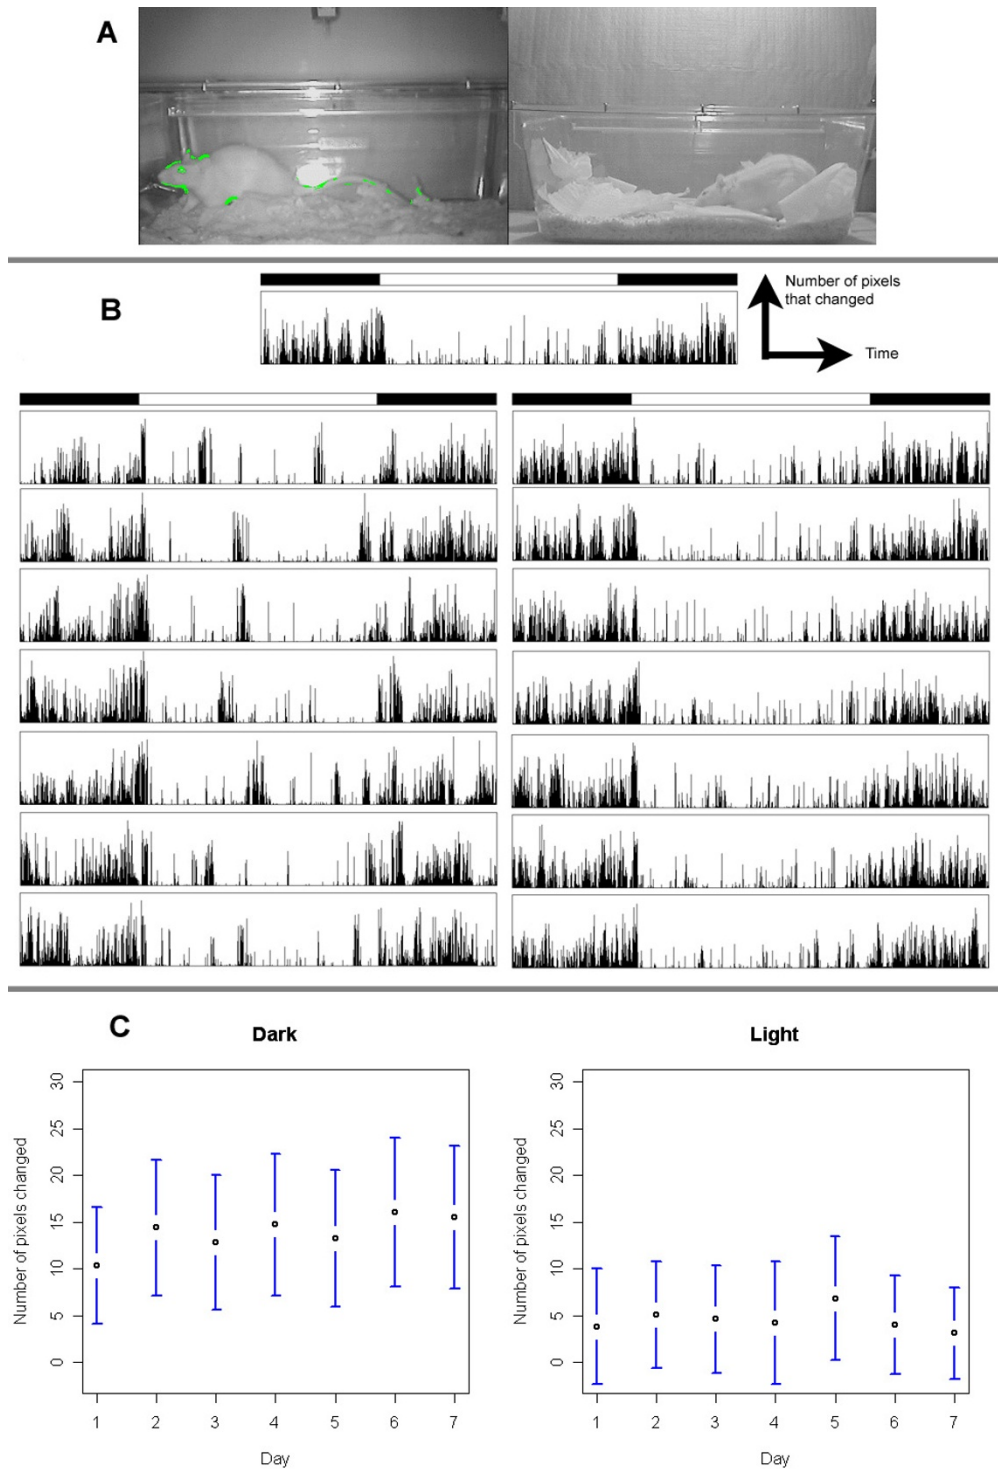 A
B
Number of pixels
that changed
Time
C
Dark
Light
Number of pixels changed
30
25
20
15
10
5
0
1 2 3 4 5 6 7
Day
Number of pixels changed
30
25
20
15
10
5
0
1 2 3 4 5 6 7
Day